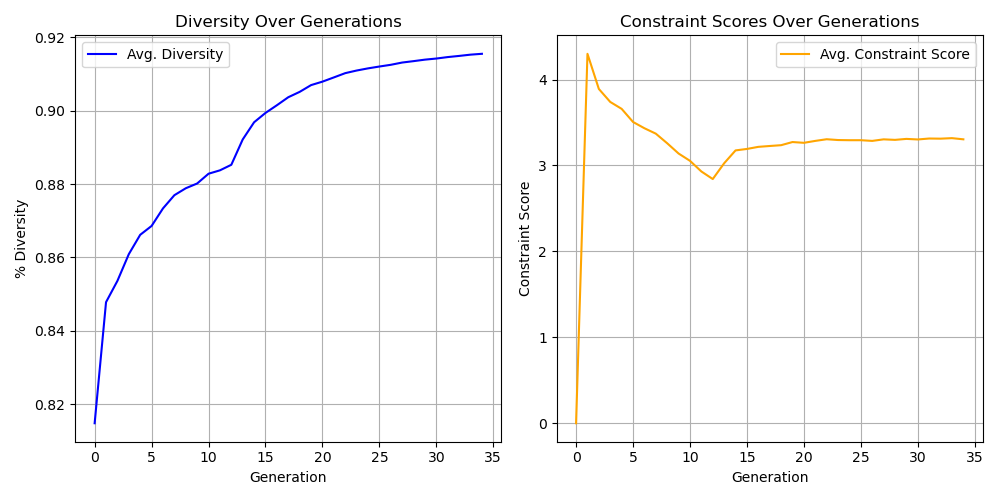 Diversity Over Generations
Avg. Diversity
% Diversity
0.92
0.90
0.88
0.86
0.84
0.82
0 5 10 15 20 25 30 35
Generation
Constraint Scores Over Generations
Avg. Constraint Score
Constraint Score
4
3
2
1
0
0 5 10 15 20 25 30 35
Generation